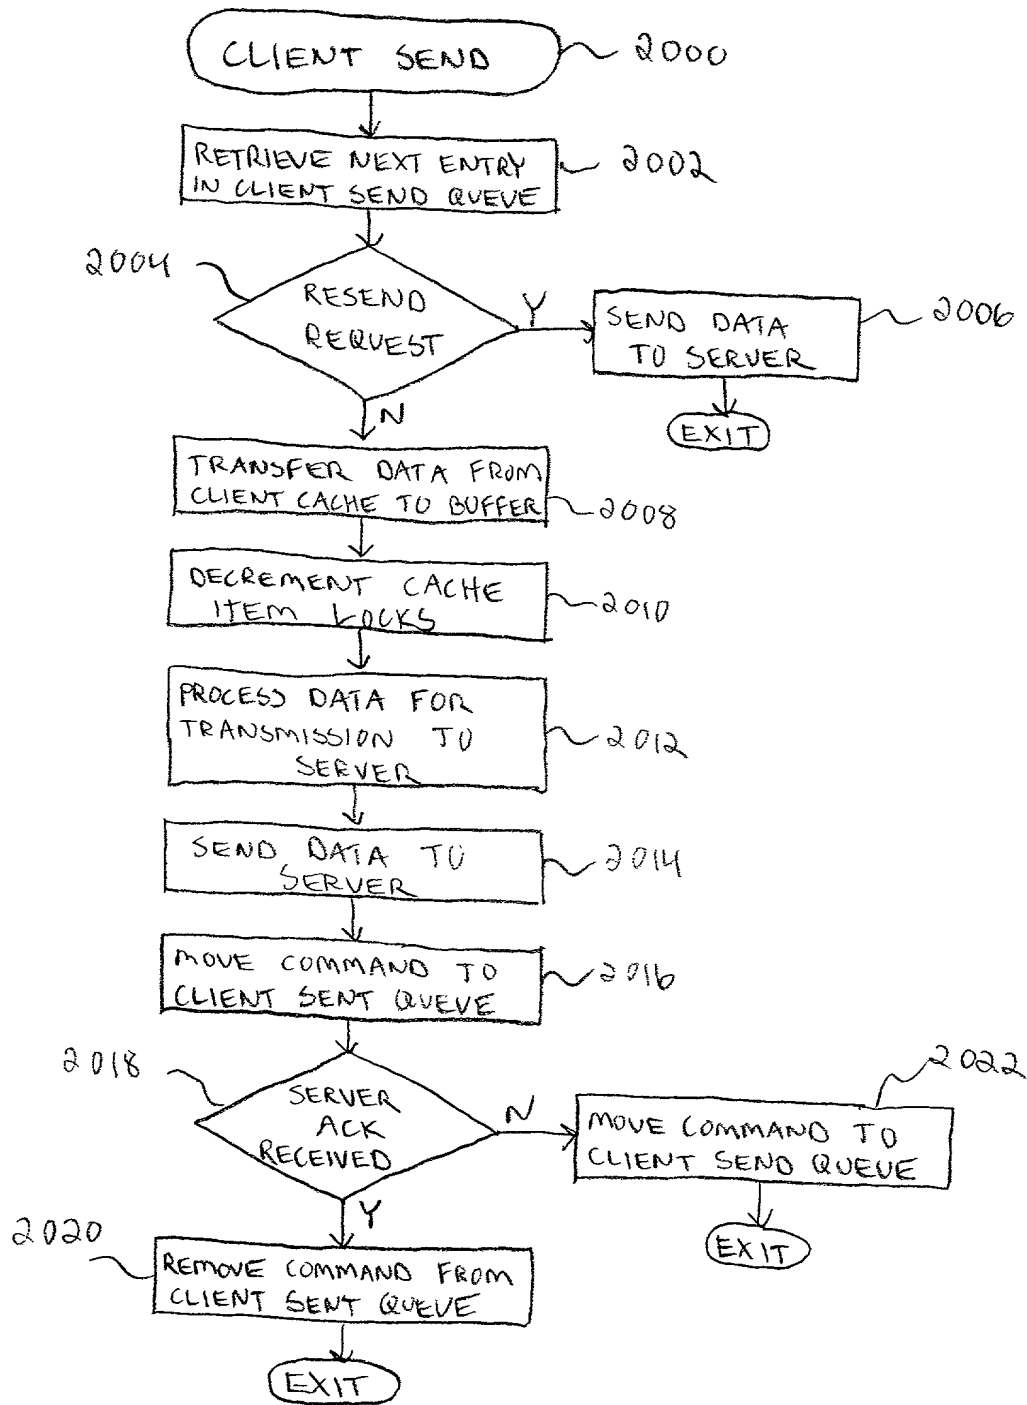 CLIENT SEND
2000
RETRIEVE NEXT ENTRY
IN CLIENT SEND QUEUE
2002
2004
RESEND
REQUEST
Y
SEND DATA
TO SERVER
2006
EXIT
N
TRANSFER DATA FROM
CLIENT CACHE TO BUFFER
2008
DECREMENT CACHE
ITEM LOCKS
2010
PROCESS DATA FOR
TRANSMISSION TO
SERVER
2012
SEND DATA TO
SERVER
2014
MOVE COMMAND TO
CLIENT SENT QUEUE
2016
2018
SERVER
ACK
RECEIVED
N
MOVE COMMAND TO
CLIENT SEND QUEUE
2022
EXIT
Y
2020
REMOVE COMMAND FROM
CLIENT SENT QUEUE
EXIT